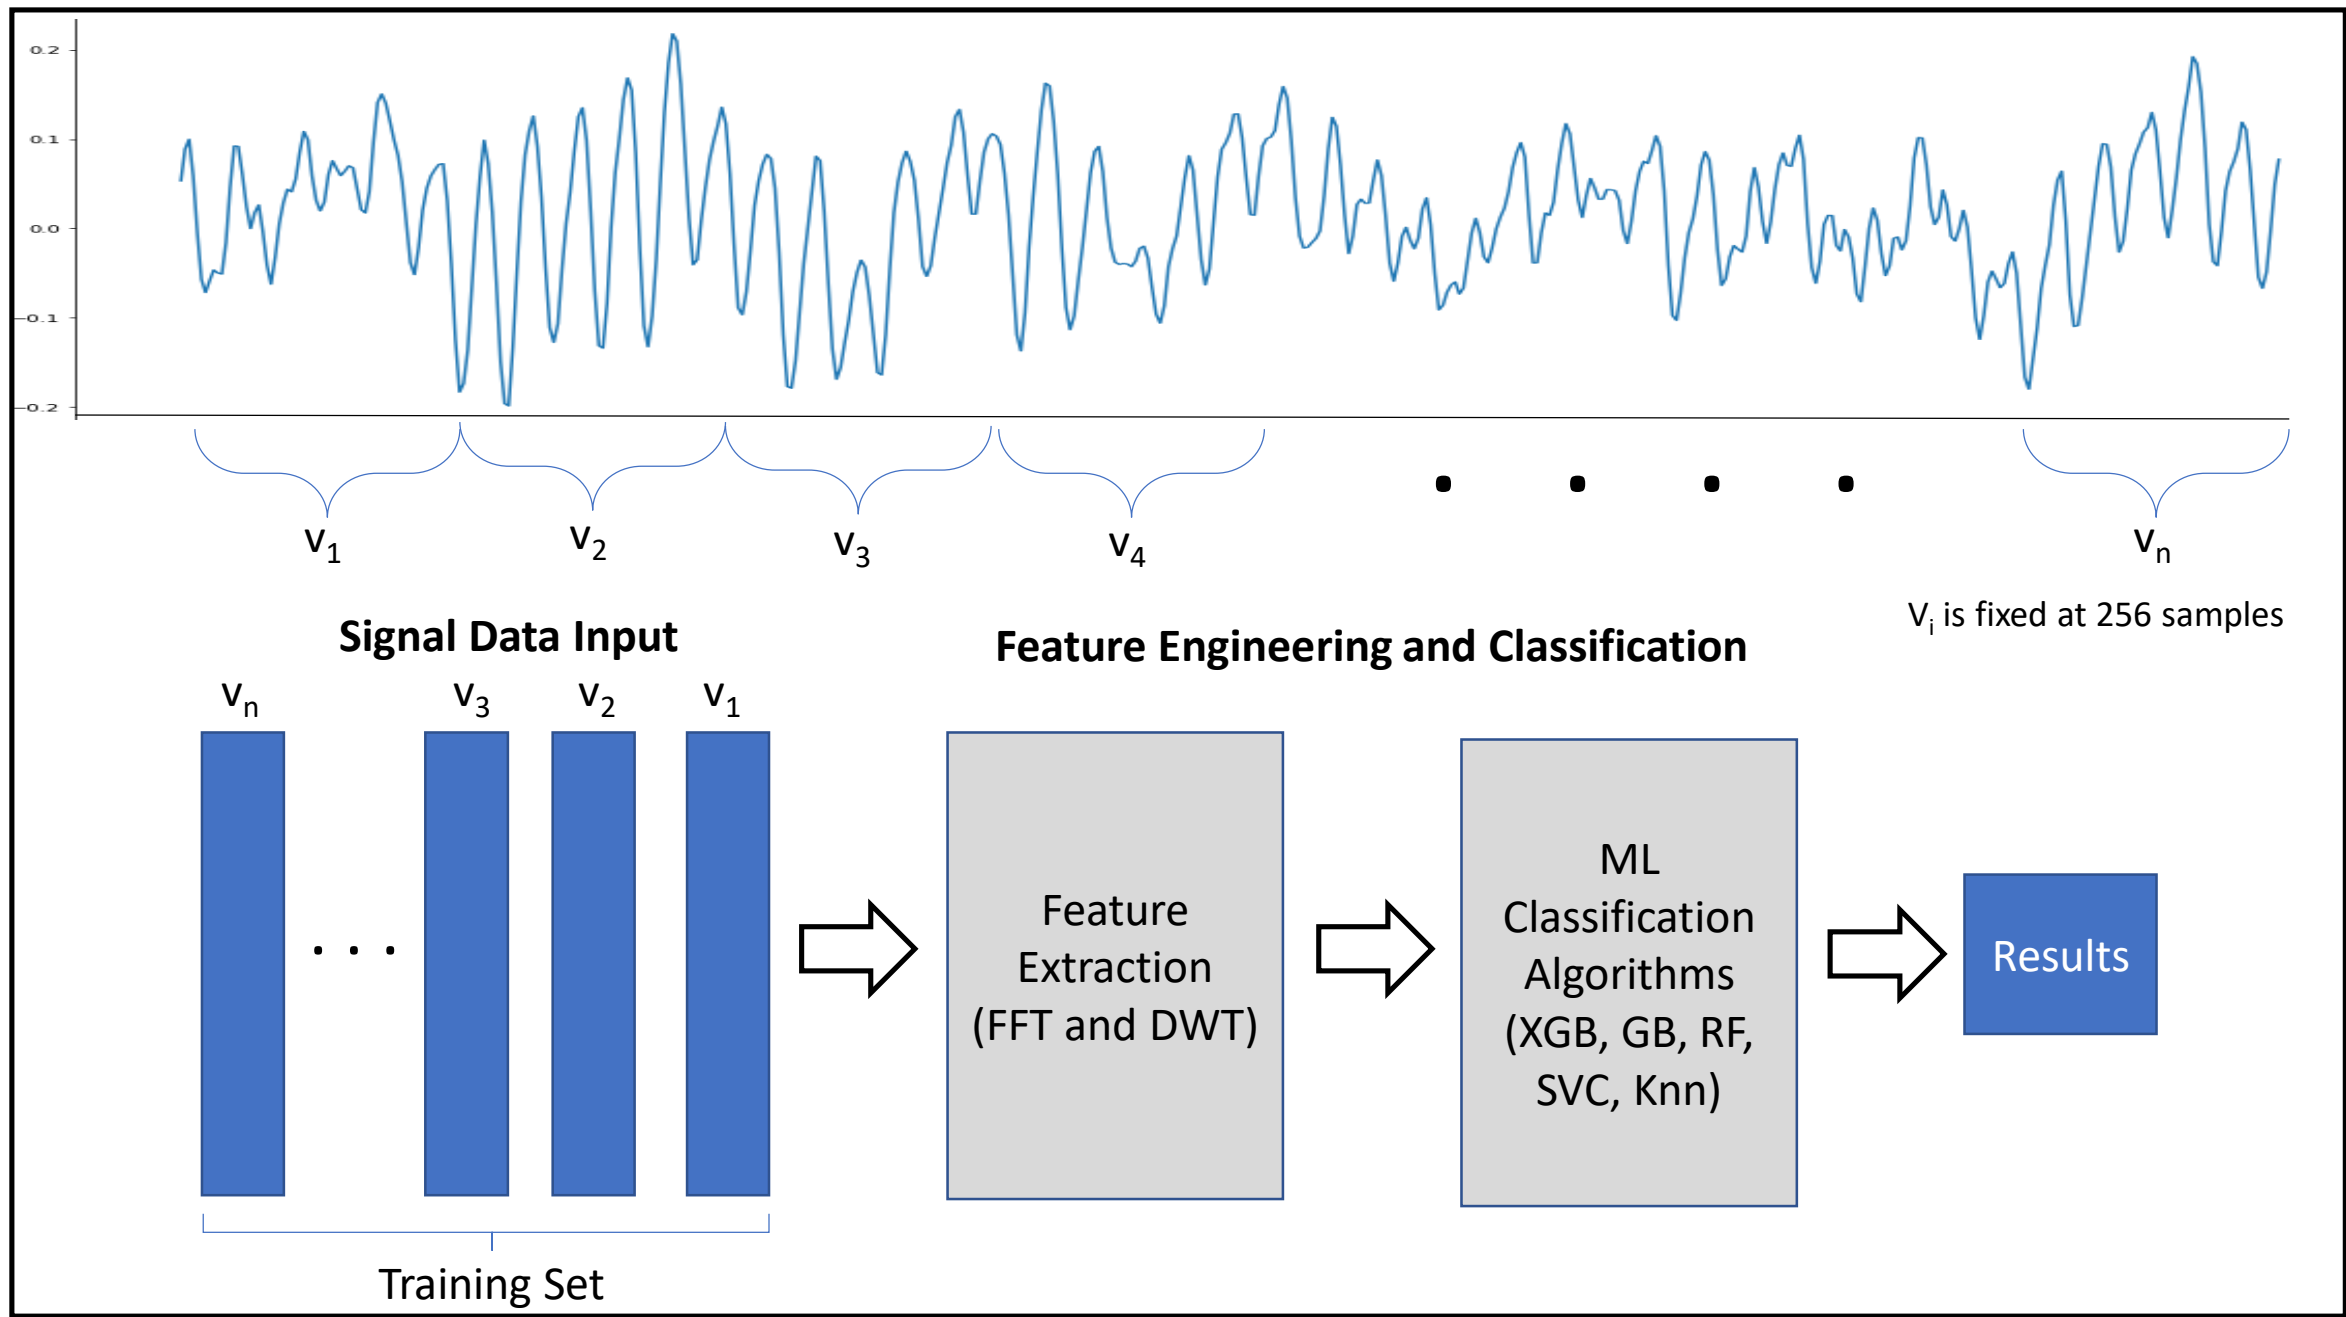 0.2
0.1
0.0
−0.1
−0.2
v1
v2
v3
v4
vn
Vi is fixed at 256 samples
Signal Data Input
Feature Engineering and Classification
vn
v3
v2
v1
. . .
Feature
Extraction
(FFT and DWT)
ML
Classification
Algorithms
(XGB, GB, RF,
SVC, Knn)
Results
Training Set